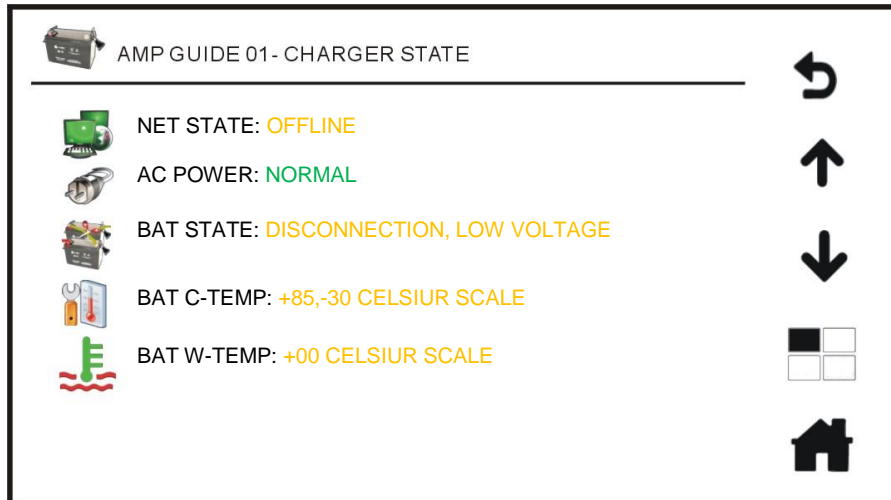 AMP GUIDE 01- CHARGER STATE
NET STATE: OFFLINE
AC POWER: NORMAL
BAT STATE: DISCONNECTION, LOW VOLTAGE
BAT C-TEMP: +85,-30 CELSIUR SCALE
BAT W-TEMP: +00 CELSIUR SCALE